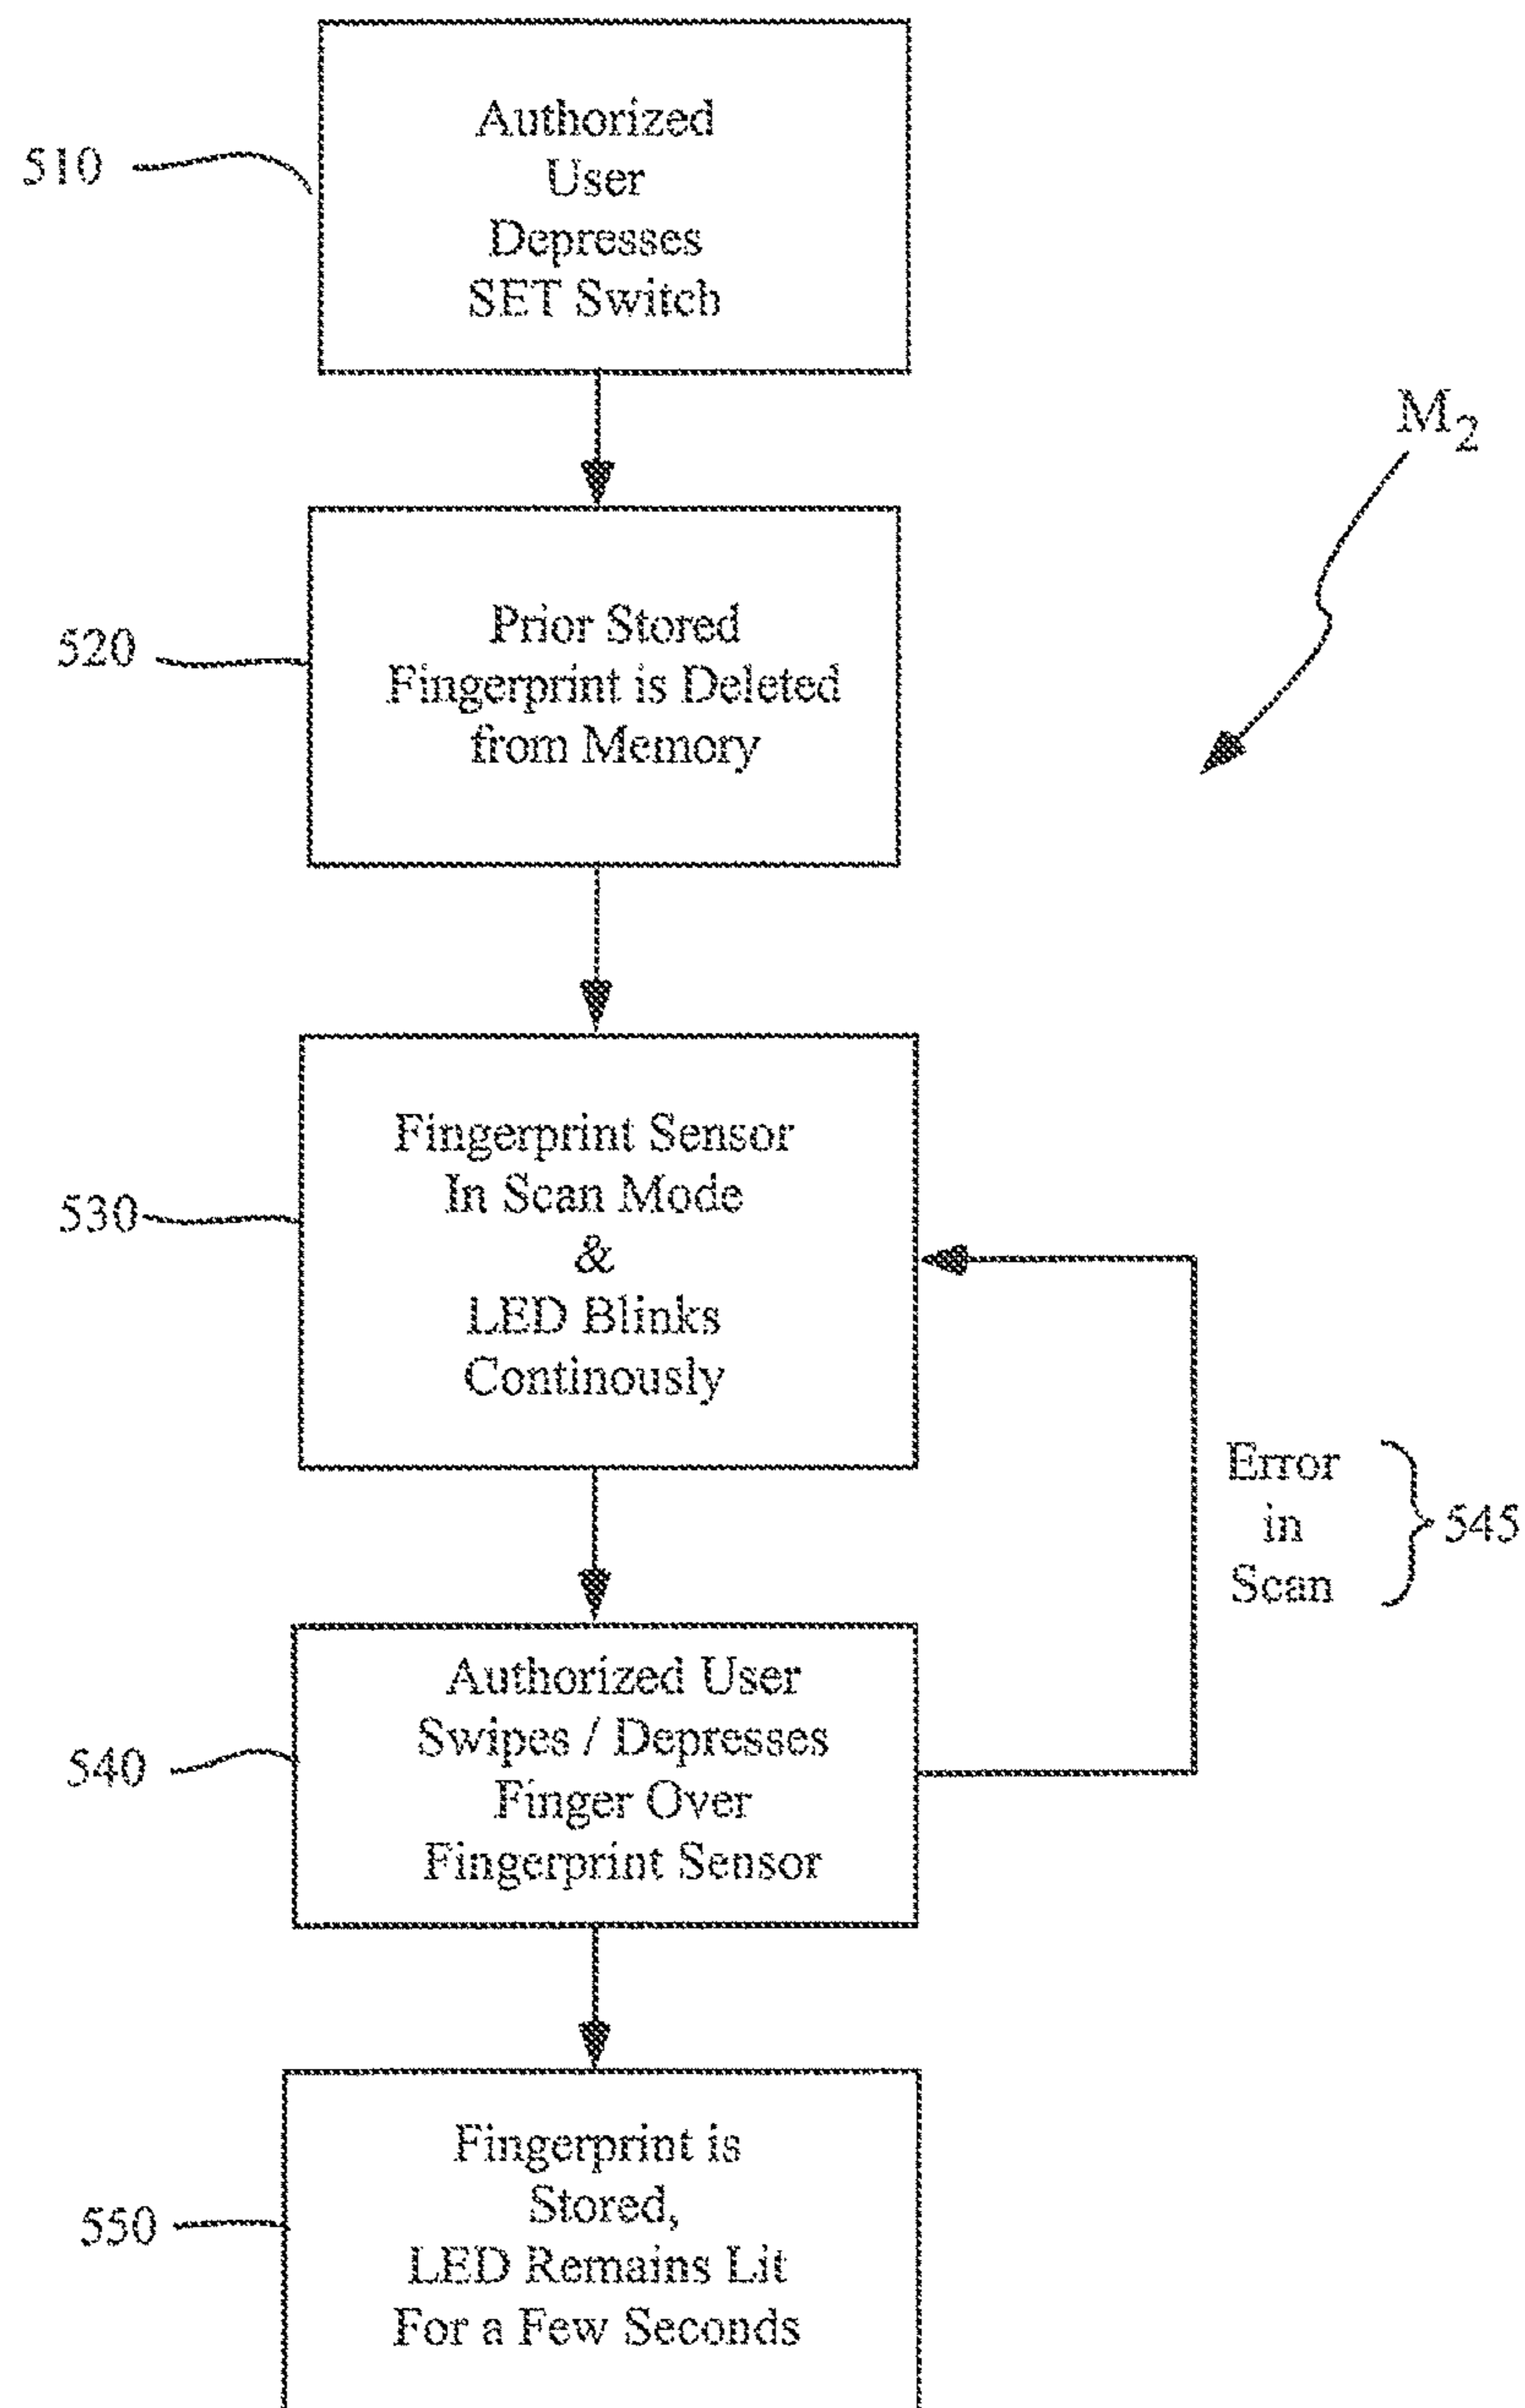 510
Authorized
User
Depresses
SET Switch
M2
520
Prior Stored
Fingerprint is Deleted
from Memory
530
Fingerprint Sensor
In Scan Mode
&
LED Blinks
Continously
Error
in
Scan
545
540
Authorized User
Swipes / Depresses
Finger Over
Fingerprint Sensor
550
Fingerprint is
Stored,
LED Remains Lit
For a Few Seconds